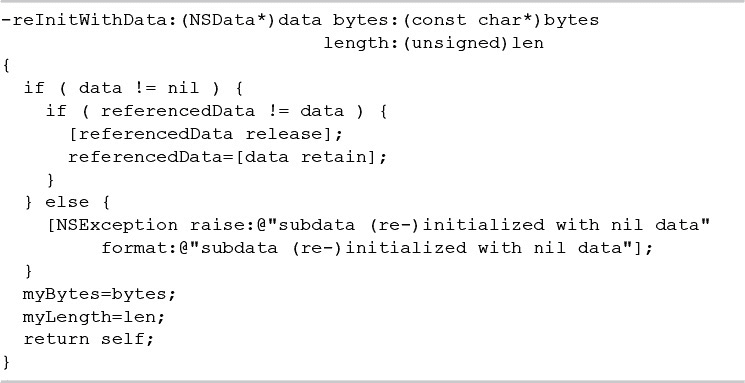 -reInitWithData:(NSData*)data bytes:(const char*)bytes
                             length:(unsigned)len
{
  if ( data != nil ) {
    if ( referencedData != data ) {
      [referencedData release];
      referencedData=[data retain];
    }
  } else {
    [NSException raise:@"subdata (re-)initialized with nil data"
         format:@"subdata (re-)initialized with nil data"];
  }
  myBytes=bytes;
  myLength=len;
  return self;
}